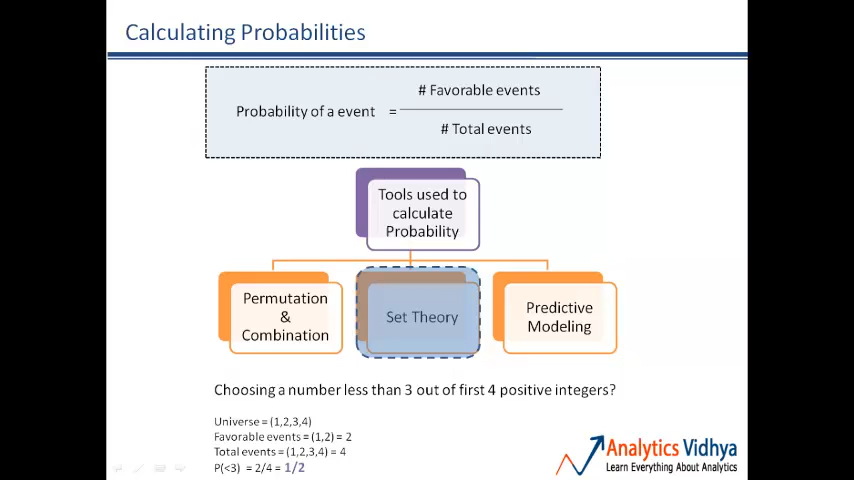 Calculating Probabilities
# Favorable events
Probability of a event =
# Total events
Tools used to
calculate
Probability
Permutation
&
Combination
Set Theory
Predictive
Modeling
Choosing a number less than 3 out of first 4 positive integers?
Universe = (1,2,3,4)
Favorable events = (1,2) = 2
Total events = (1,2,3,4) = 4
P(<3) = 2/4 = 1/2
Analytics Vidhya
Learn Everything About Analytics